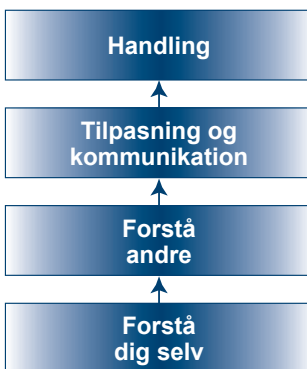 Handling
Tilpasning og
kommunikation
Forstå
andre
Forstå
dig selv